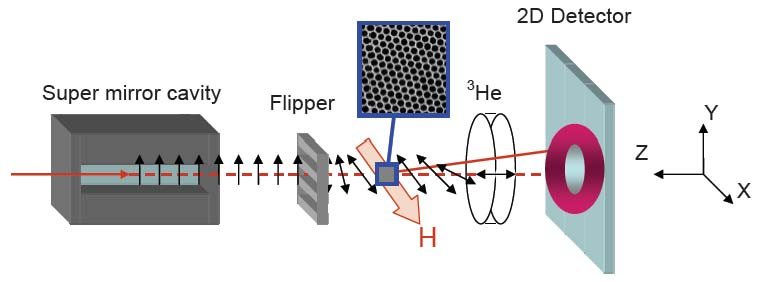 2D Detector
Super mirror cavity
Flipper
³He
H
Y
Z
X